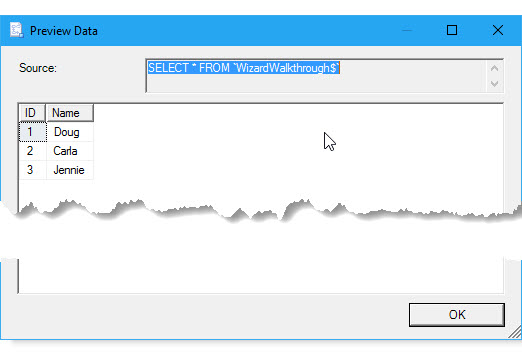 Preview Data
Source:
SELECT * FROM `WizardWalkthrough$`
ID Name
1 Doug
2 Carla
3 Jennie
OK